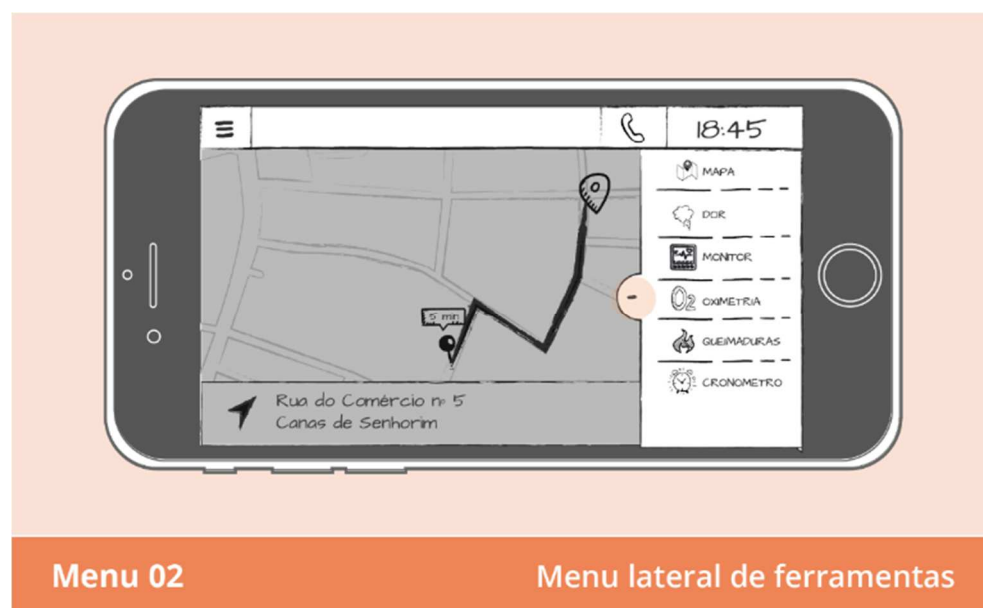 18:45
MAPA
DOR
MONITOR
O2 OXIMETRIA
QUEIMADURAS
CRONOMETRO
5 min
Rua do Comércio nº 5
Canas de Senhorim
Menu 02
Menu lateral de ferramentas